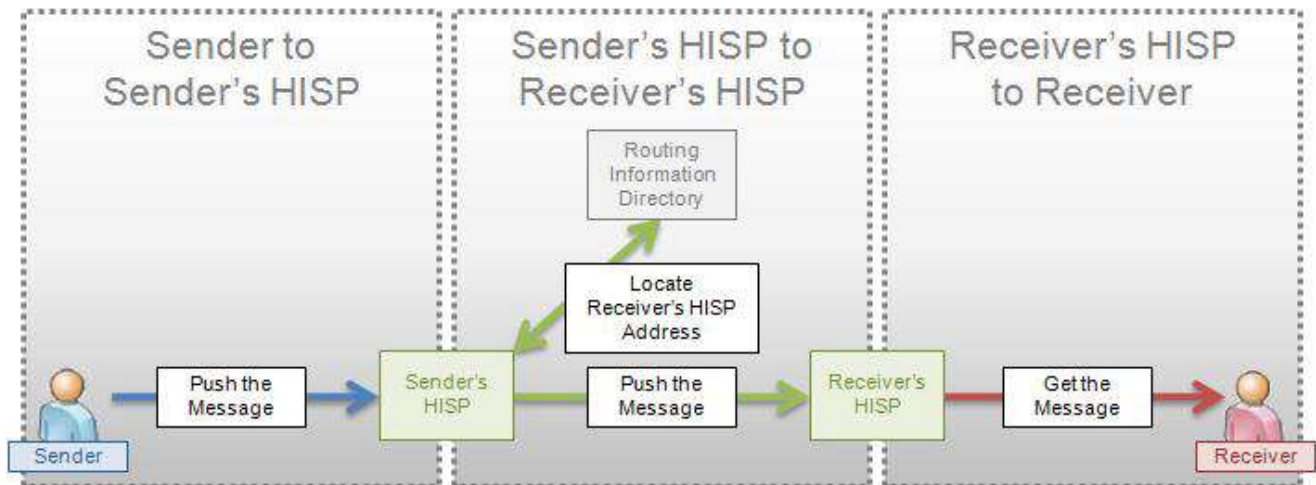 Sender to
Sender's HISP
Sender's HISP to
Receiver's HISP
Receiver's HISP
to Receiver
Routing
Information
Directory
Locate
Receiver's HISP
Address
Push the
Message
Sender's
HISP
Push the
Message
Receiver's
HISP
Get the
Message
Sender
Receiver